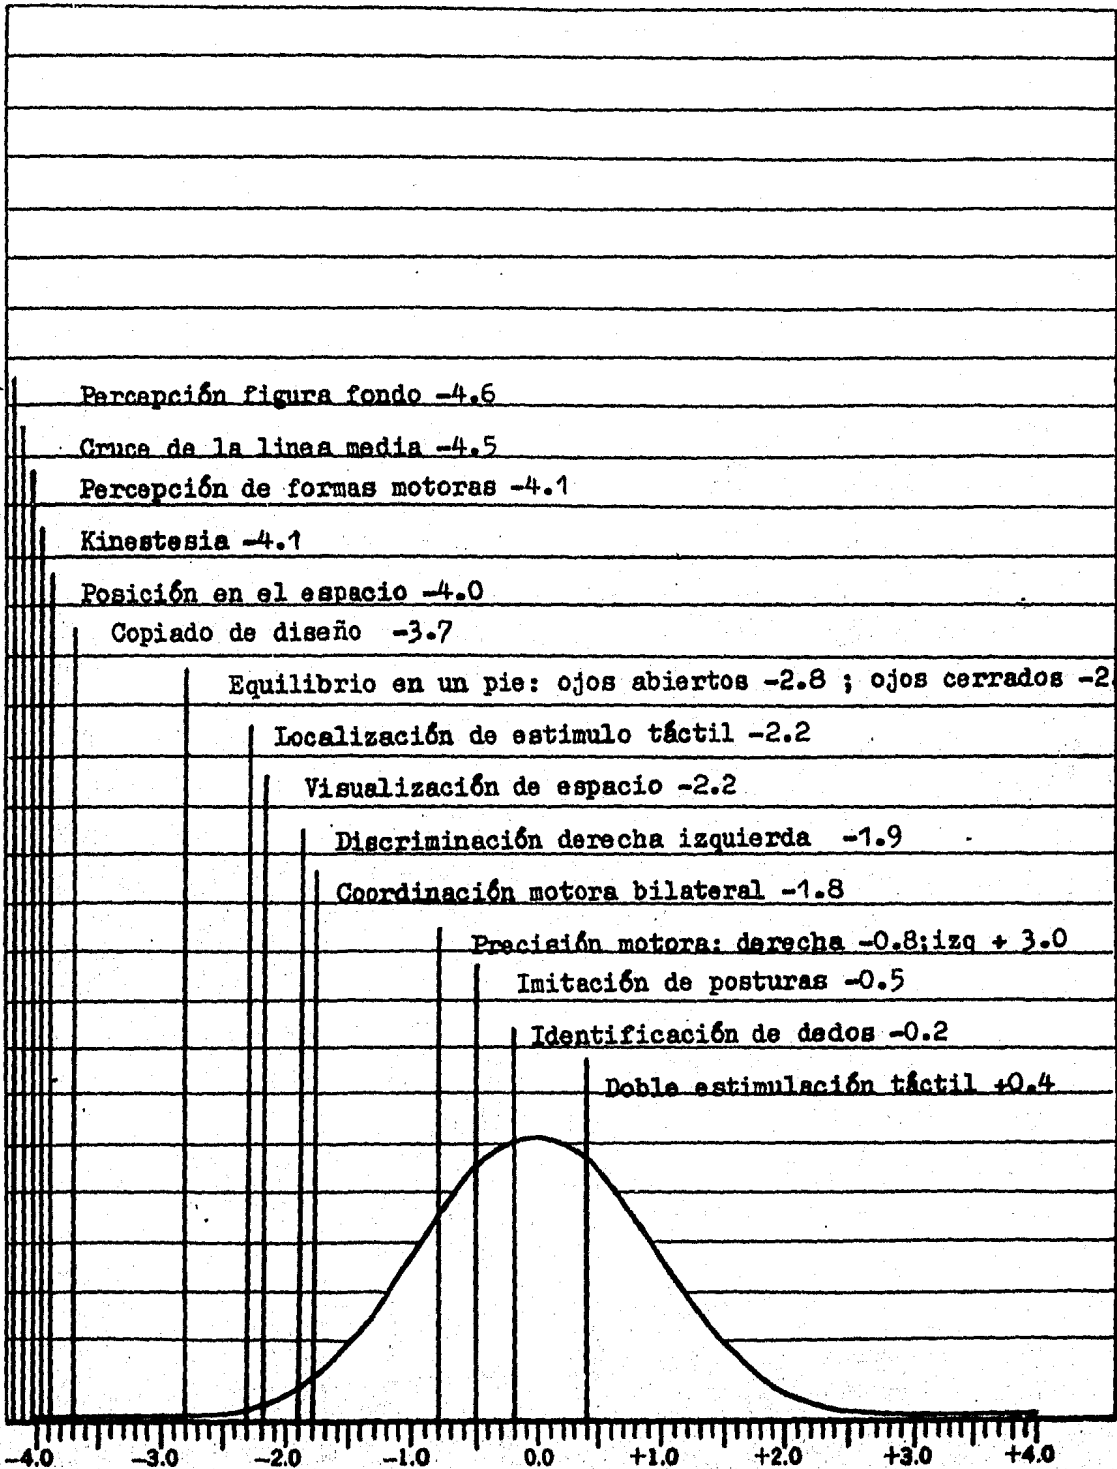 Percepción figura fondo -4.6
Cruce de la linea media -4.5
Percepción de formas motoras -4.1
Kinestesia -4.1
Posición en el espacio -4.0
Copiado de diseño -3.7
Equilibrio en un pie: ojos abiertos -2.8 ; ojos cerrados -2.
Localización de estimulo táctil -2.2
Visualización de espacio -2.2
Discriminación derecha izquierda -1.9
Coordinación motora bilateral -1.8
Precisión motora: derecha -0.8;izq + 3.0
Imitación de posturas -0.5
Identificación de dedos -0.2
Doble estimulación táctil +0.4
-4.0 -3.0 -2.0 -1.0 0.0 +1.0 +2.0 +3.0 +4.0